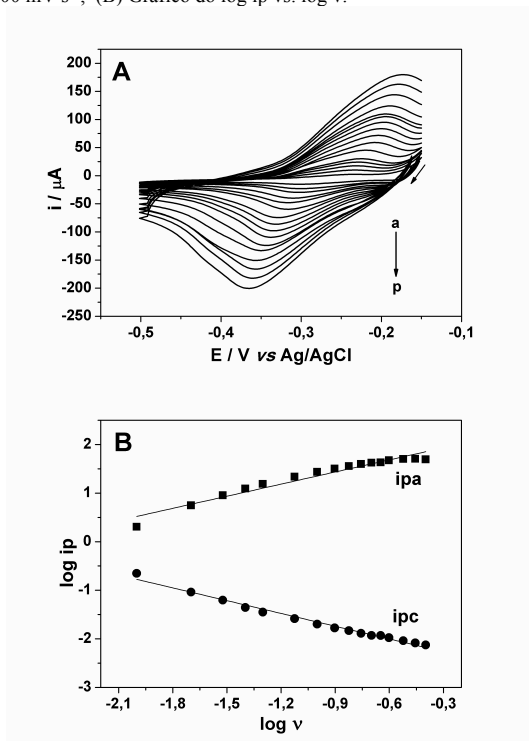 00 mV s⁻¹; (B) Gráfico do log ip vs. log ν.
A
200
150
100
50
0
-50
-100
-150
-200
-250
i / μA
a
p
-0,5 -0,4 -0,3 -0,2 -0,1
E / V vs Ag/AgCl
B
2
1
0
-1
-2
-3
log ip
ipa
ipc
-2,1 -1,8 -1,5 -1,2 -0,9 -0,6 -0,3
log ν